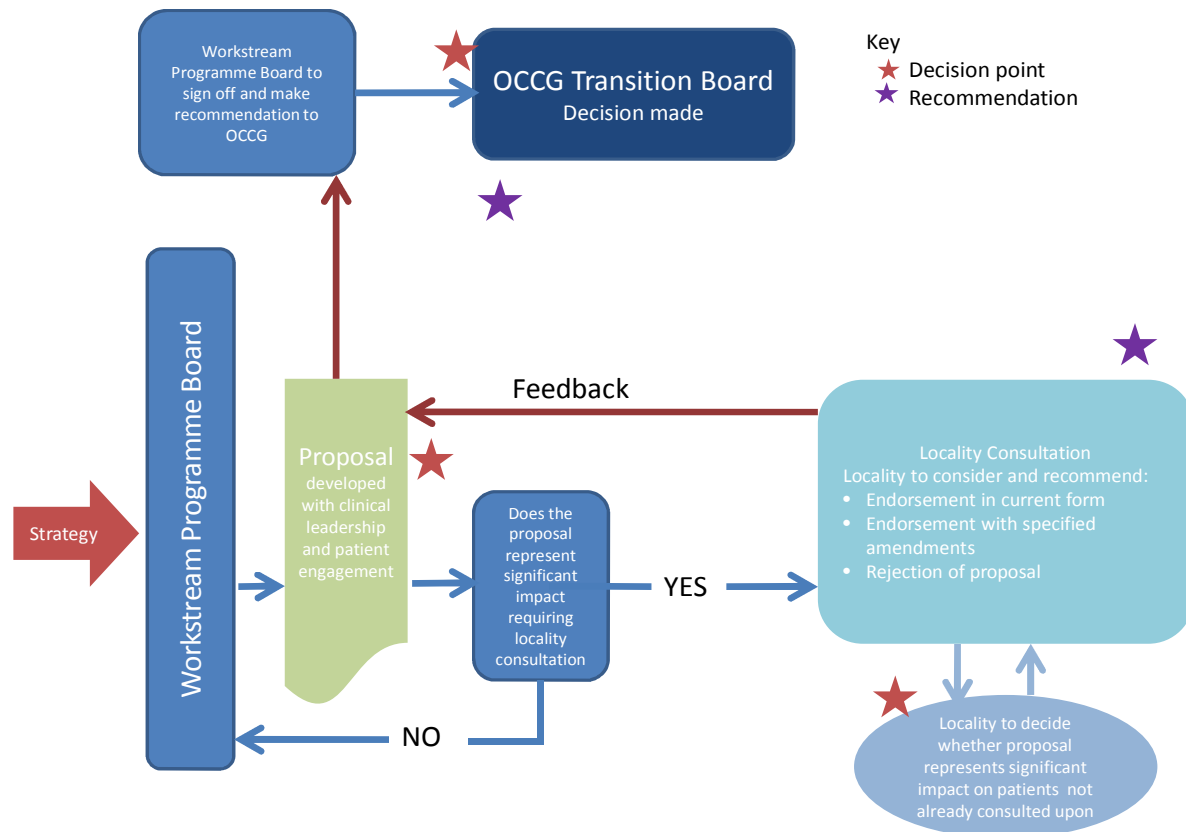 Workstream
Programme Board to
sign off and make
recommendation to
OCCG
OCCG Transition Board
Decision made
Key
Decision point
Recommendation
Strategy
Workstream Programme Board
Proposal
developed
with clinical
leadership
and patient
engagement
Feedback
Does the
proposal
represent
significant
impact
requiring
locality
consultation
YES
NO
Locality Consultation
Locality to consider and recommend:
• Endorsement in current form
• Endorsement with specified
amendments
• Rejection of proposal
Locality to decide
whether proposal
represents significant
impact on patients not
already consulted upon